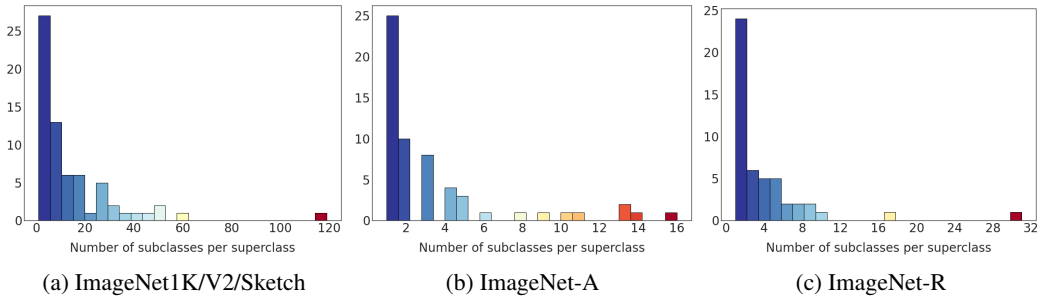 25
20
15
10
5
0
0 20 40 60 80 100 120
Number of subclasses per superclass
(a) ImageNet1K/V2/Sketch
25
20
15
10
5
0
2 4 6 8 10 12 14 16
Number of subclasses per superclass
(b) ImageNet-A
25
20
15
10
5
0
4 8 12 16 20 24 28 32
Number of subclasses per superclass
(c) ImageNet-R